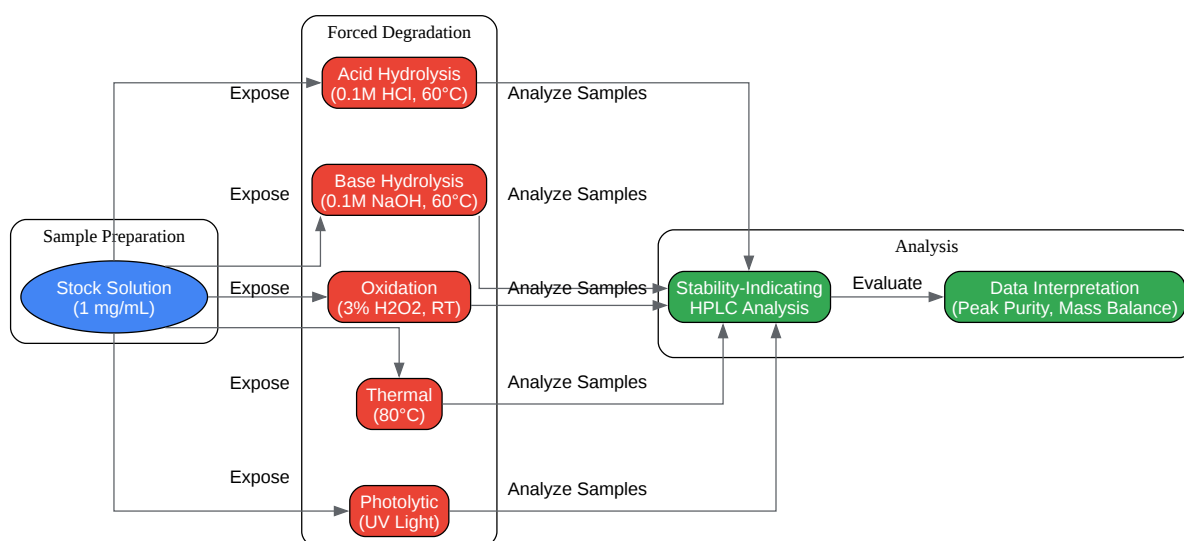 Forced Degradation
Acid Hydrolysis
(0.1M HCl, 60°C)
Expose
Analyze Samples
Base Hydrolysis
(0.1M NaOH, 60°C)
Expose
Analyze Samples
Sample Preparation
Stock Solution
(1 mg/mL)
Expose
Oxidation
(3% H2O2, RT)
Analyze Samples
Analysis
Stability-Indicating
HPLC Analysis
Evaluate
Data Interpretation
(Peak Purity, Mass Balance)
Expose
Thermal
(80°C)
Analyze Samples
Expose
Photolytic
(UV Light)
Analyze Samples